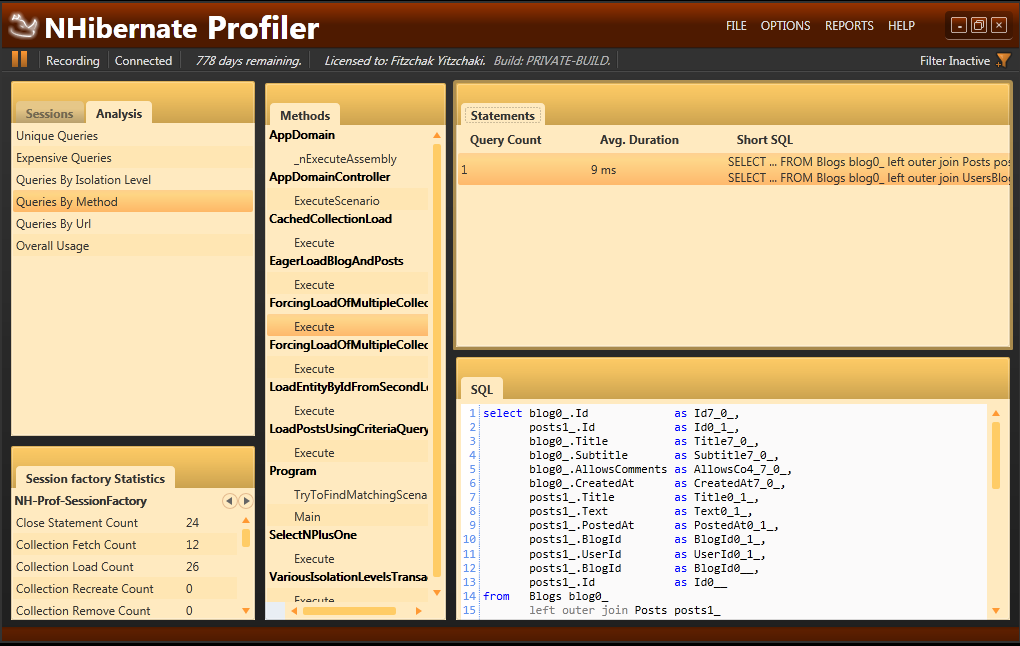 NHibernate Profiler
FILE OPTIONS REPORTS HELP
Recording Connected 778 days remaining. Licensed to: Fitzchak Yitzchaki. Build: PRIVATE-BUILD. Filter Inactive
Sessions Analysis
Unique Queries
Expensive Queries
Queries By Isolation Level
Queries By Method
Queries By Url
Overall Usage
Session factory Statistics
NH-Prof-SessionFactory
Close Statement Count 24
Collection Fetch Count 12
Collection Load Count 26
Collection Recreate Count 0
Collection Remove Count 0
Methods
AppDomain
_nExecuteAssembly
AppDomainController
ExecuteScenario
CachedCollectionLoad
Execute
EagerLoadBlogAndPosts
Execute
ForcingLoadOfMultipleCollec
Execute
ForcingLoadOfMultipleCollec
Execute
LoadEntityByIdFromSecondLe
Execute
LoadPostsUsingCriteriaQuery
Execute
Program
TryToFindMatchingScena
Main
SelectNPlusOne
Execute
VariousIsolationLevelsTransa
Execute
Statements
Query Count Avg. Duration Short SQL
1 9 ms SELECT ... FROM Blogs blog0_ left outer join Posts pos
SELECT ... FROM Blogs blog0_ left outer join UsersBlog
SQL
1 select blog0_.Id as Id7_0_,
2 posts1_.Id as Id0_1_,
3 blog0_.Title as Title7_0_,
4 blog0_.Subtitle as Subtitle7_0_,
5 blog0_.AllowsComments as AllowsCo4_7_0_,
6 blog0_.CreatedAt as CreatedAt7_0_,
7 posts1_.Title as Title0_1_,
8 posts1_.Text as Text0_1_,
9 posts1_.PostedAt as PostedAt0_1_,
10 posts1_.BlogId as BlogId0_1_,
11 posts1_.UserId as UserId0_1_,
12 posts1_.BlogId as BlogId0__,
13 posts1_.Id as Id0__
14 from Blogs blog0_
15 left outer join Posts posts1_